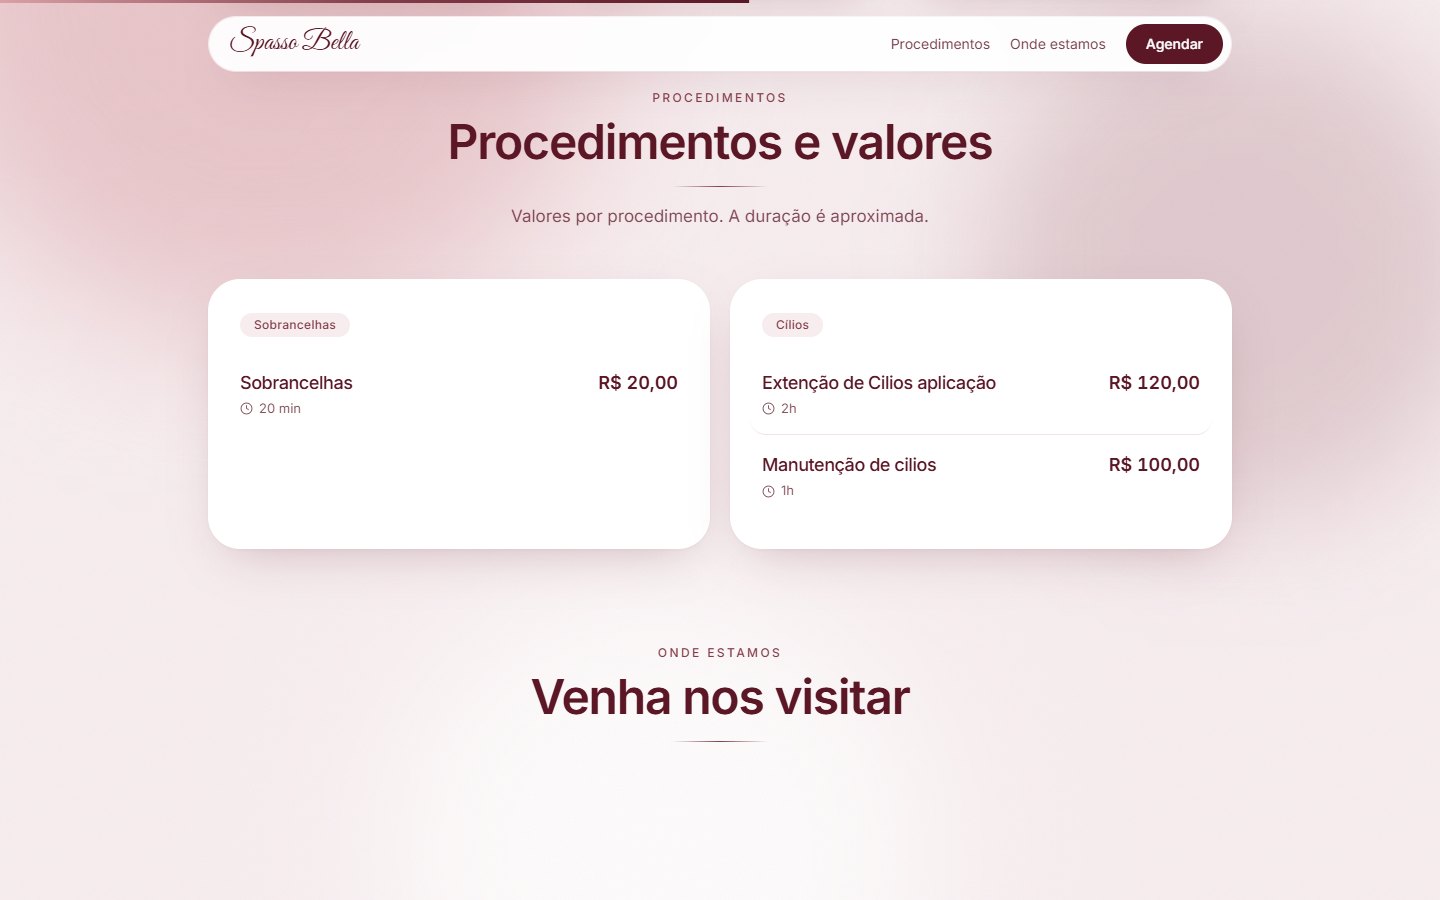 Spasso Bella
Procedimentos Onde estamos Agendar
PROCEDIMENTOS
Procedimentos e valores
Valores por procedimento. A duração é aproximada.
Sobrancelhas
Sobrancelhas R$ 20,00
20 min
Cílios
Extenção de Cilios aplicação R$ 120,00
2h
Manutenção de cilios R$ 100,00
1h
ONDE ESTAMOS
Venha nos visitar